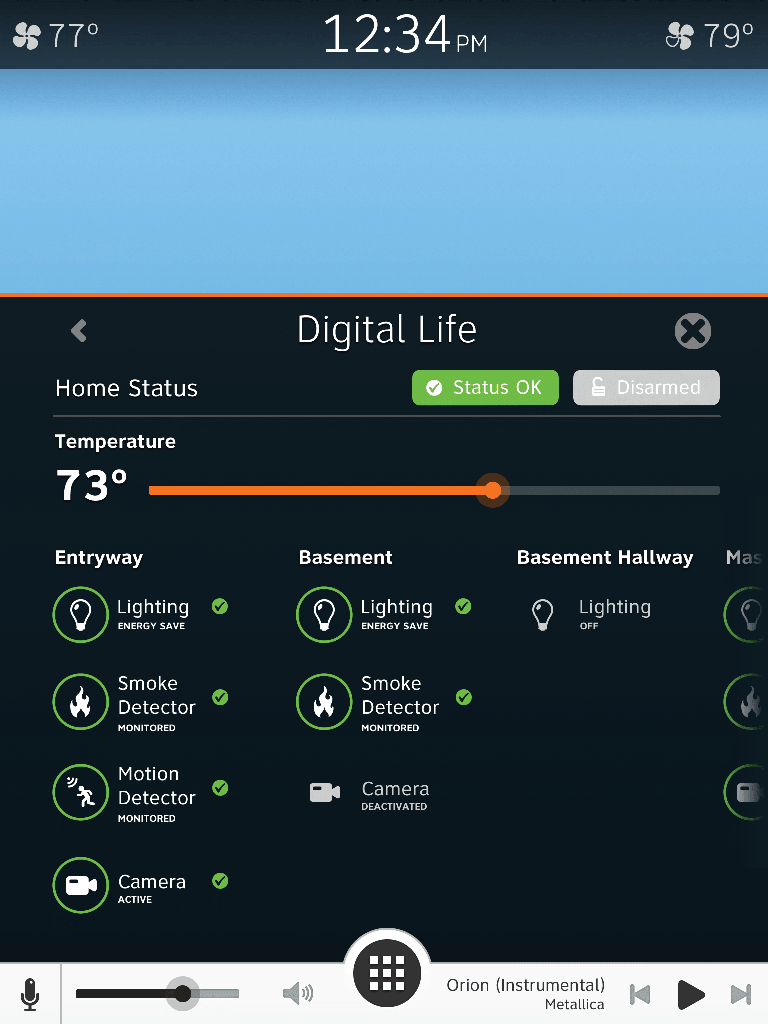 77°
12:34 PM
79°
Digital Life
Home Status
Status OK
Disarmed
Temperature
73°
Entryway
Lighting
ENERGY SAVE
Smoke
Detector
MONITORED
Motion
Detector
MONITORED
Camera
ACTIVE
Basement
Lighting
ENERGY SAVE
Smoke
Detector
MONITORED
Camera
DEACTIVATED
Basement Hallway
Lighting
OFF
Mas
Orion (Instrumental)
Metallica